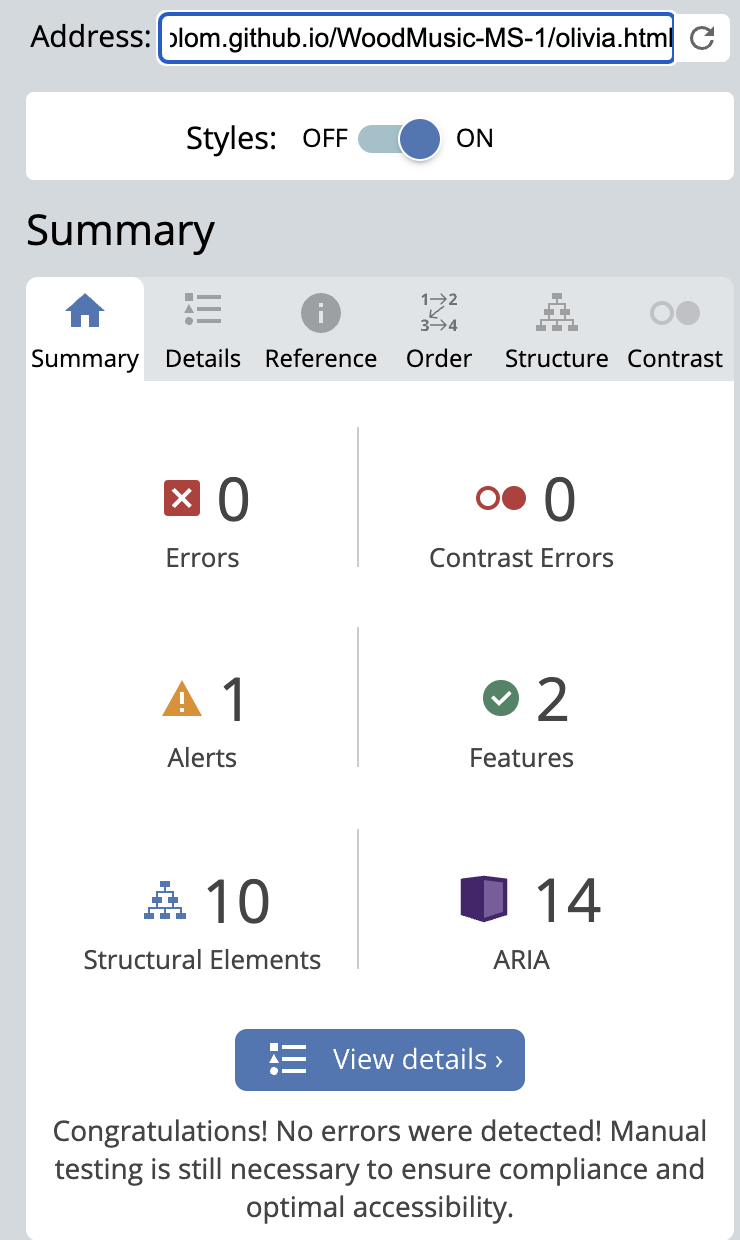 Address: olom.github.io/WoodMusic-MS-1/olivia.html
Styles: OFF ON
Summary
1→2
3→4
Summary Details Reference Order Structure Contrast
0 0
Errors Contrast Errors
1 2
Alerts Features
10 14
Structural Elements ARIA
View details ›
Congratulations! No errors were detected! Manual
testing is still necessary to ensure compliance and
optimal accessibility.